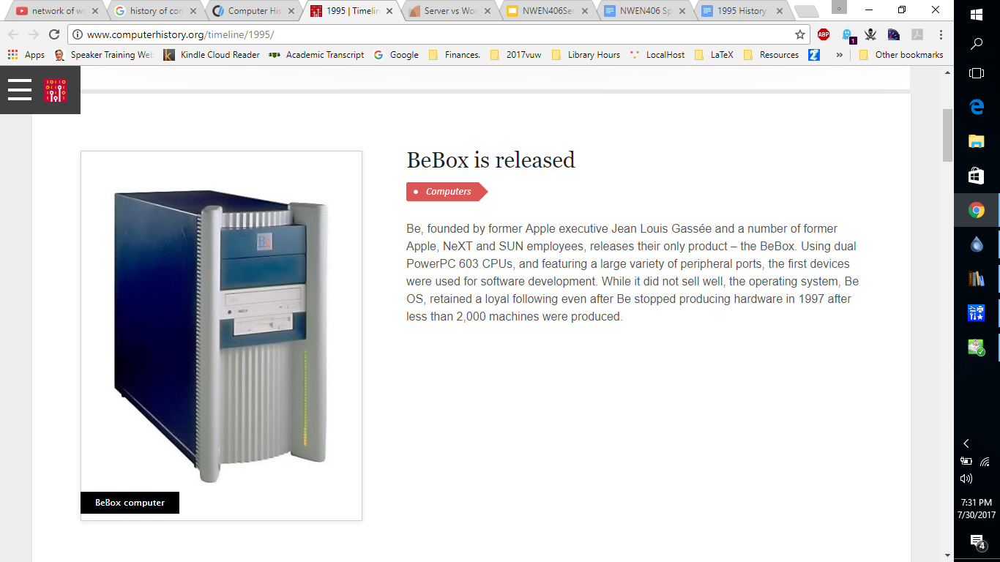 network of wo
history of com
Computer His
1995 | Timelin
Server vs Wor
NWEN406Sea
NWEN406 Sp
1995 History
www.computerhistory.org/timeline/1995/
ABP
1
Apps
Speaker Training Web
Kindle Cloud Reader
Academic Transcript
Google
Finances.
2017vuw
Library Hours
LocalHost
LaTeX
Resources
»
Other bookmarks
BeBox is released
Computers
Be, founded by former Apple executive Jean Louis Gassée and a number of former
Apple, NeXT and SUN employees, releases their only product – the BeBox. Using dual
PowerPC 603 CPUs, and featuring a large variety of peripheral ports, the first devices
were used for software development. While it did not sell well, the operating system, Be
OS, retained a loyal following even after Be stopped producing hardware in 1997 after
less than 2,000 machines were produced.
Be
BeBox computer
7:31 PM
7/30/2017
4